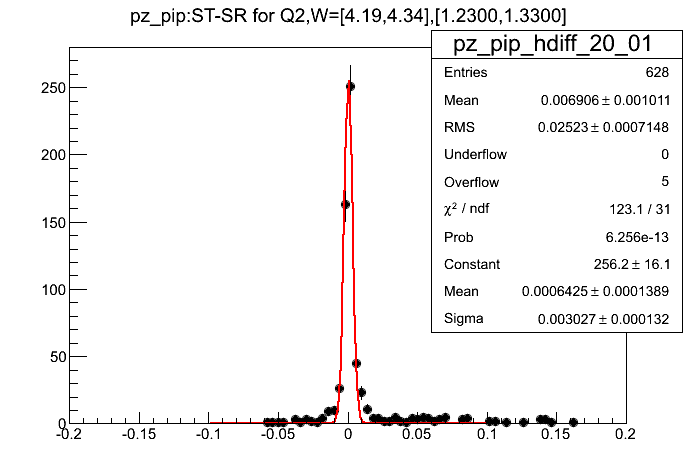 pz_pip:ST-SR for Q2,W=[4.19,4.34],[1.2300,1.3300]
pz_pip_hdiff_20_01
Entries 628
Mean 0.006906 ± 0.001011
RMS 0.02523 ± 0.0007148
Underflow 0
Overflow 5
χ² / ndf 123.1 / 31
Prob 6.256e-13
Constant 256.2 ± 16.1
Mean 0.0006425 ± 0.0001389
Sigma 0.003027 ± 0.000132
250
200
150
100
50
0
-0.2 -0.15 -0.1 -0.05 0 0.05 0.1 0.15 0.2